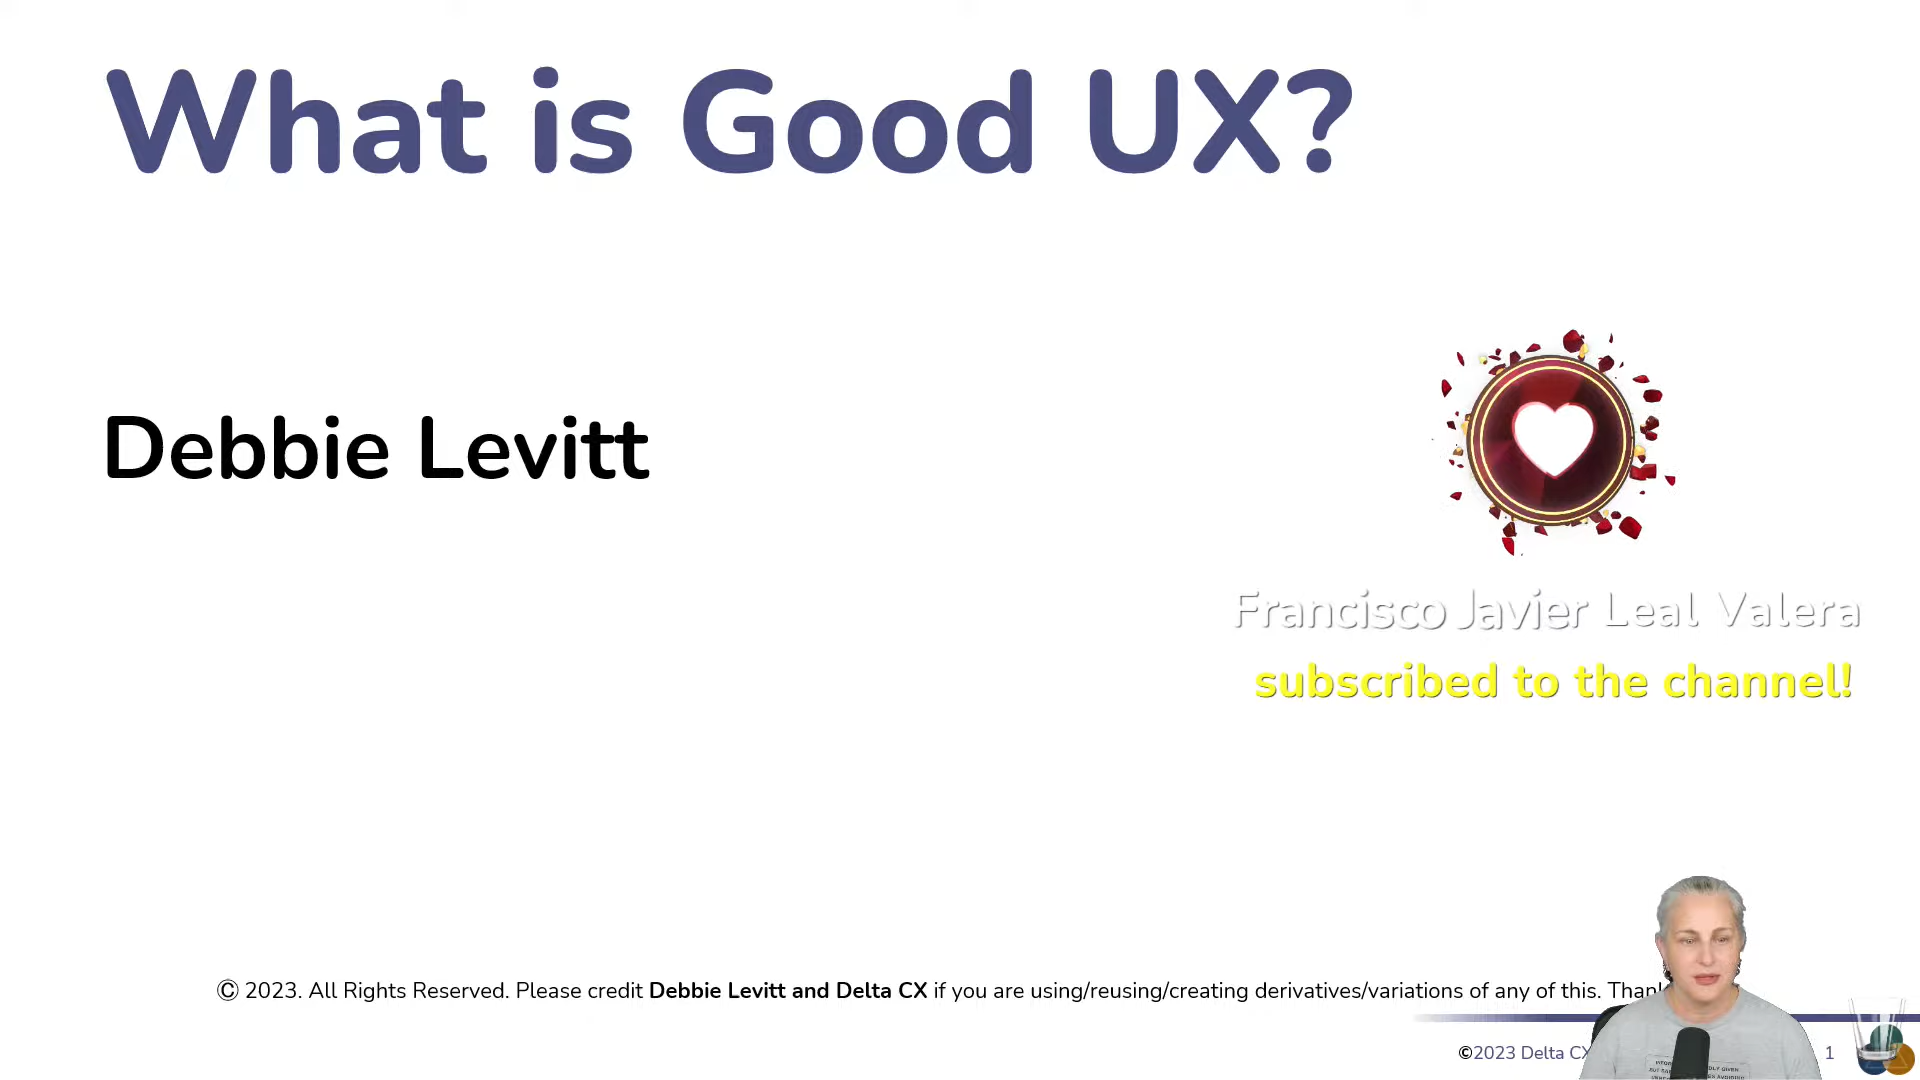 What is Good UX?
Debbie Levitt
Francisco Javier Leal Valera
subscribed to the channel!
© 2023. All Rights Reserved. Please credit Debbie Levitt and Delta CX if you are using/reusing/creating derivatives/variations of any of this.
©2023 Delta CX
1